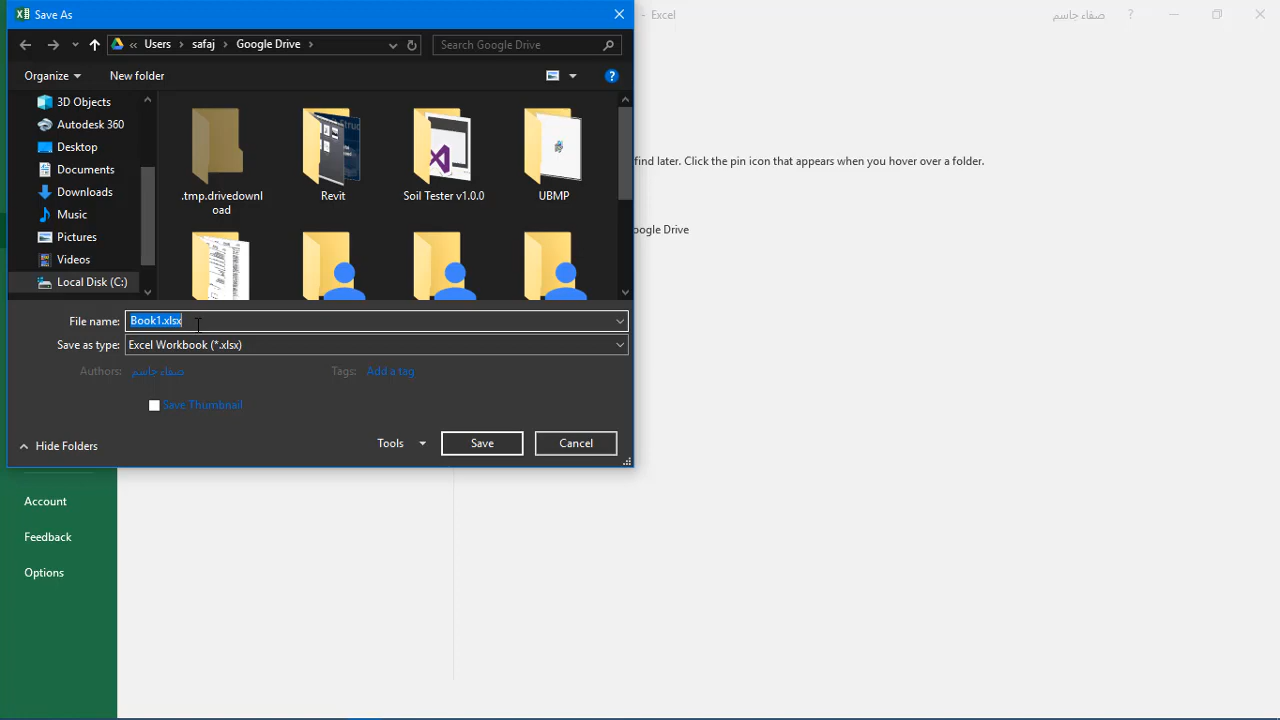 Save As
- Excel
صفاء جاسم
Users
safaj
Google Drive
Search Google Drive
Organize
New folder
3D Objects
Autodesk 360
Desktop
Documents
Downloads
Music
Pictures
Videos
Local Disk (C:)
.tmp.drivedownl
oad
Revit
Soil Tester v1.0.0
UBMP
find later. Click the pin icon that appears when you hover over a folder.
oogle Drive
File name: Book1.xlsx
Save as type: Excel Workbook (*.xlsx)
Authors: صفاء جاسم
Tags: Add a tag
Save Thumbnail
Hide Folders
Tools
Save
Cancel
Account
Feedback
Options